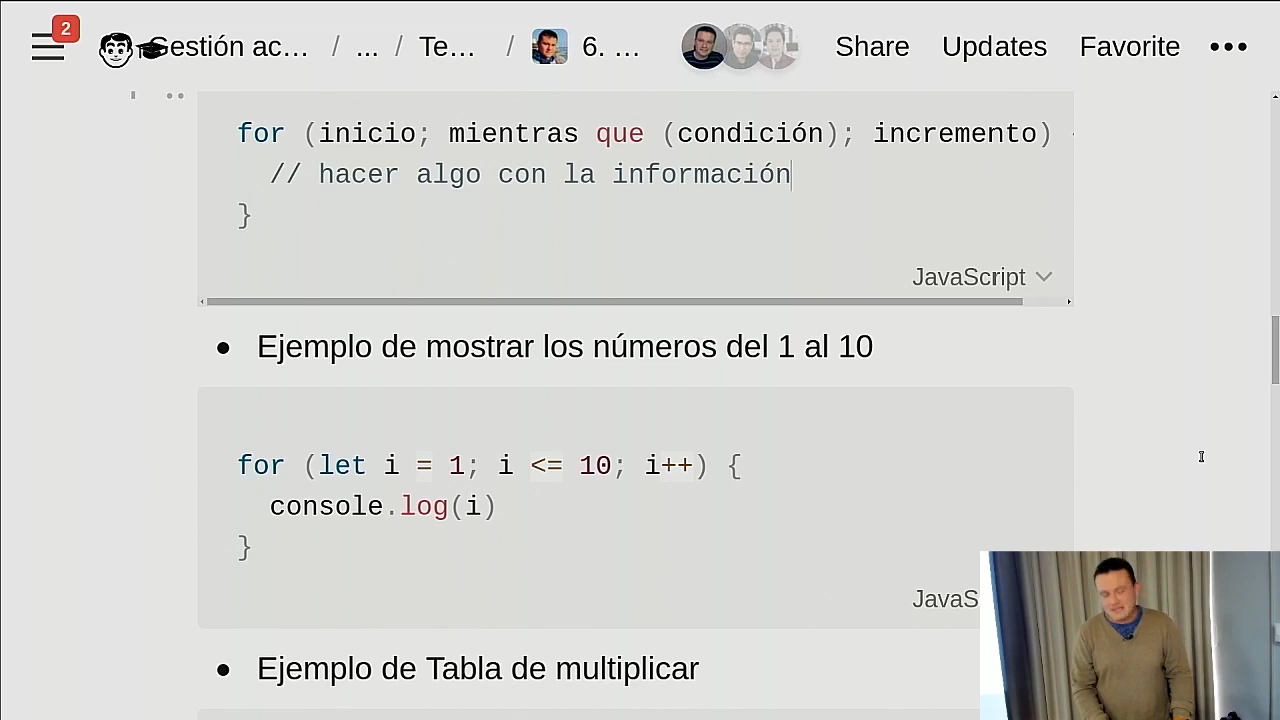 2
Gestión ac… / ... / Te… / 6. … Share Updates Favorite •••
for (inicio; mientras que (condición); incremento)
// hacer algo con la información
}
JavaScript
• Ejemplo de mostrar los números del 1 al 10
for (let i = 1; i <= 10; i++) {
console.log(i)
}
JavaS
• Ejemplo de Tabla de multiplicar